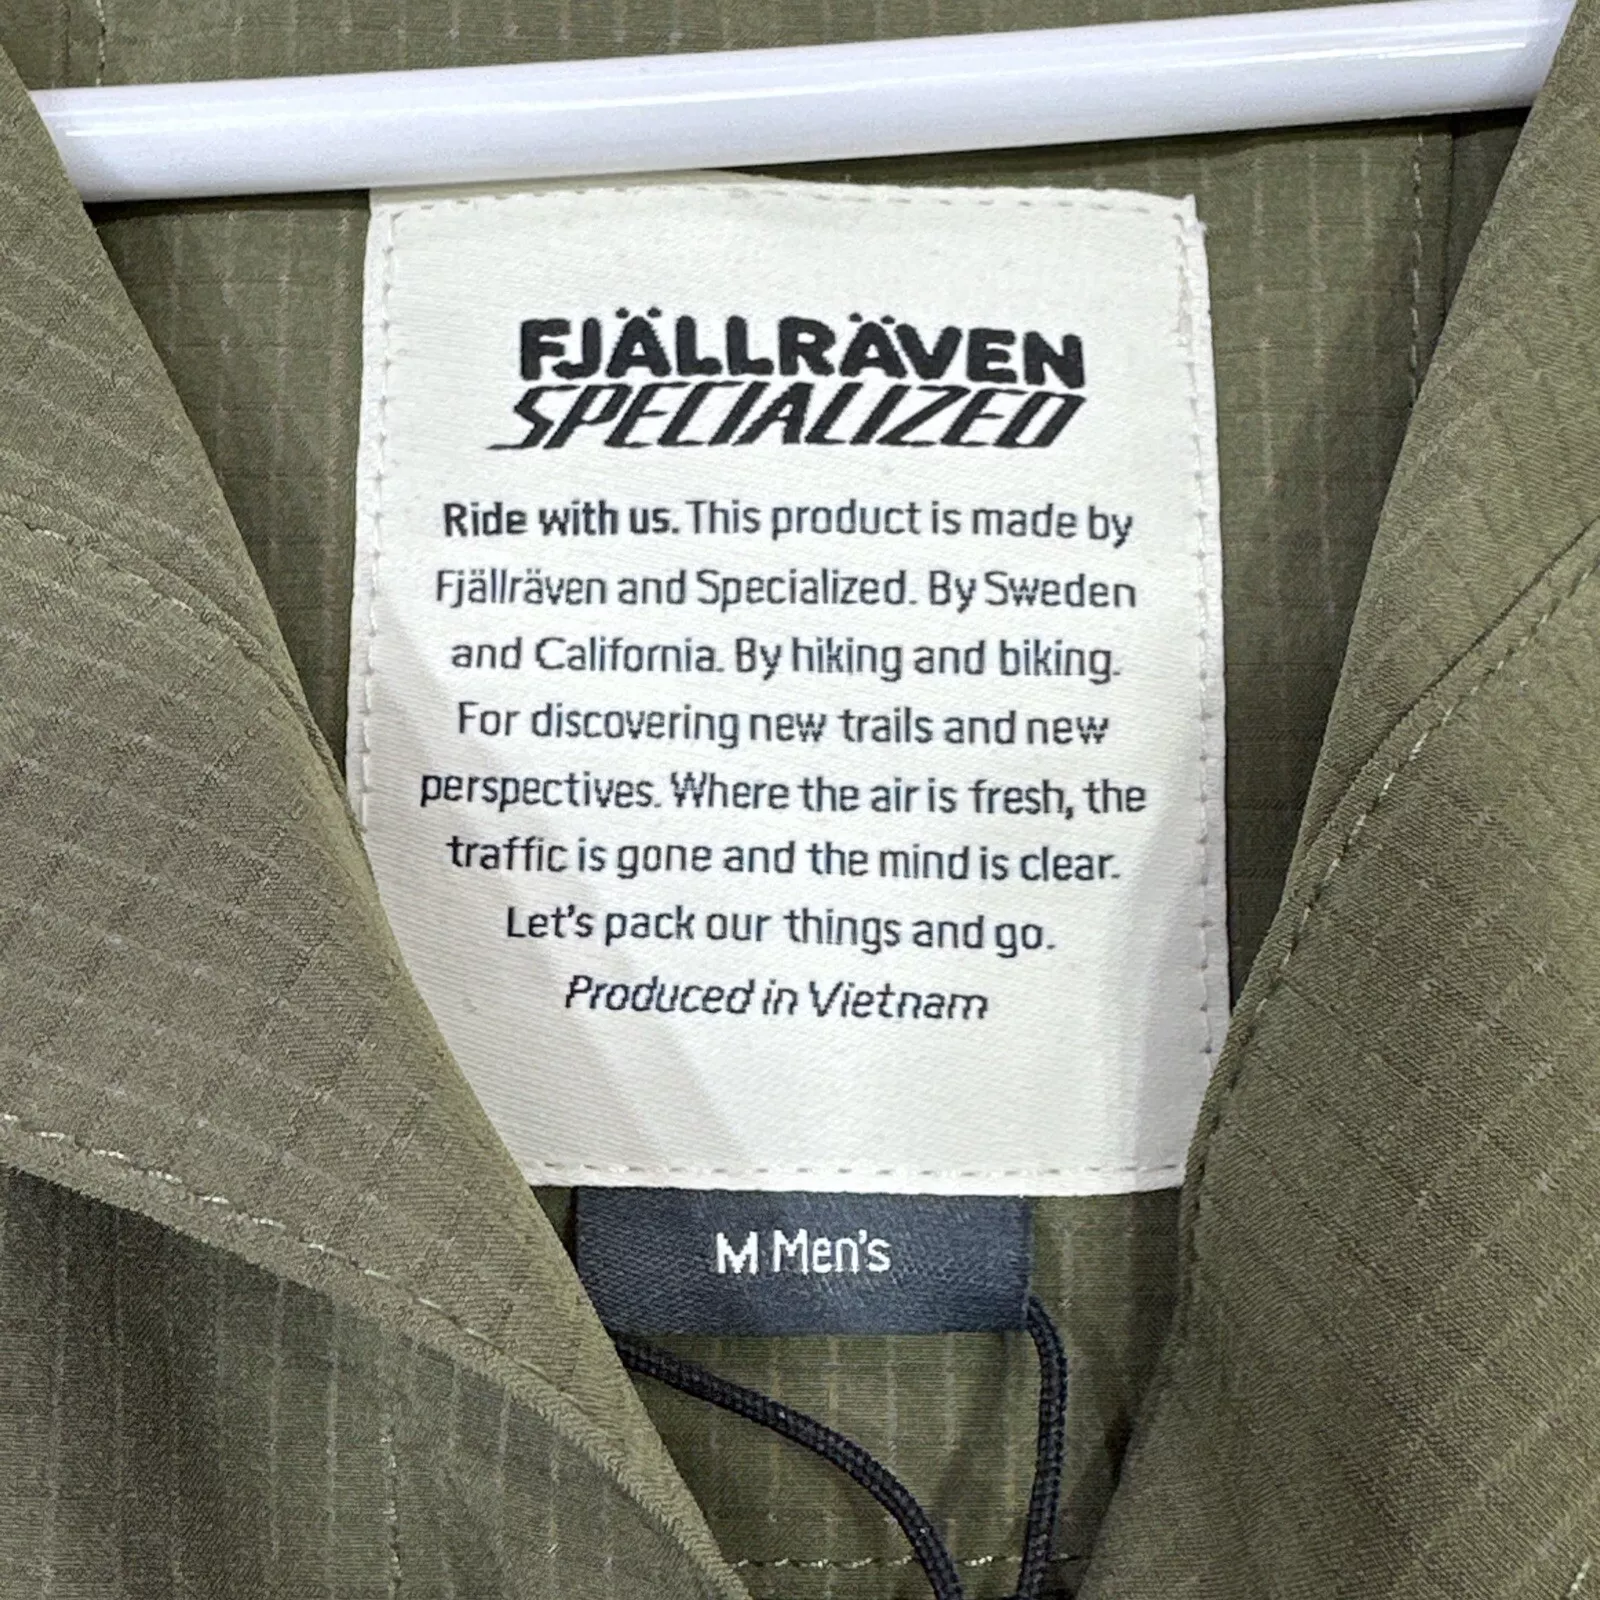 FJÄLLRÄVEN
SPECIALIZED
Ride with us. This product is made by
Fjällräven and Specialized. By Sweden
and California. By hiking and biking.
For discovering new trails and new
perspectives. Where the air is fresh, the
traffic is gone and the mind is clear.
Let's pack our things and go.
Produced in Vietnam
M Men's